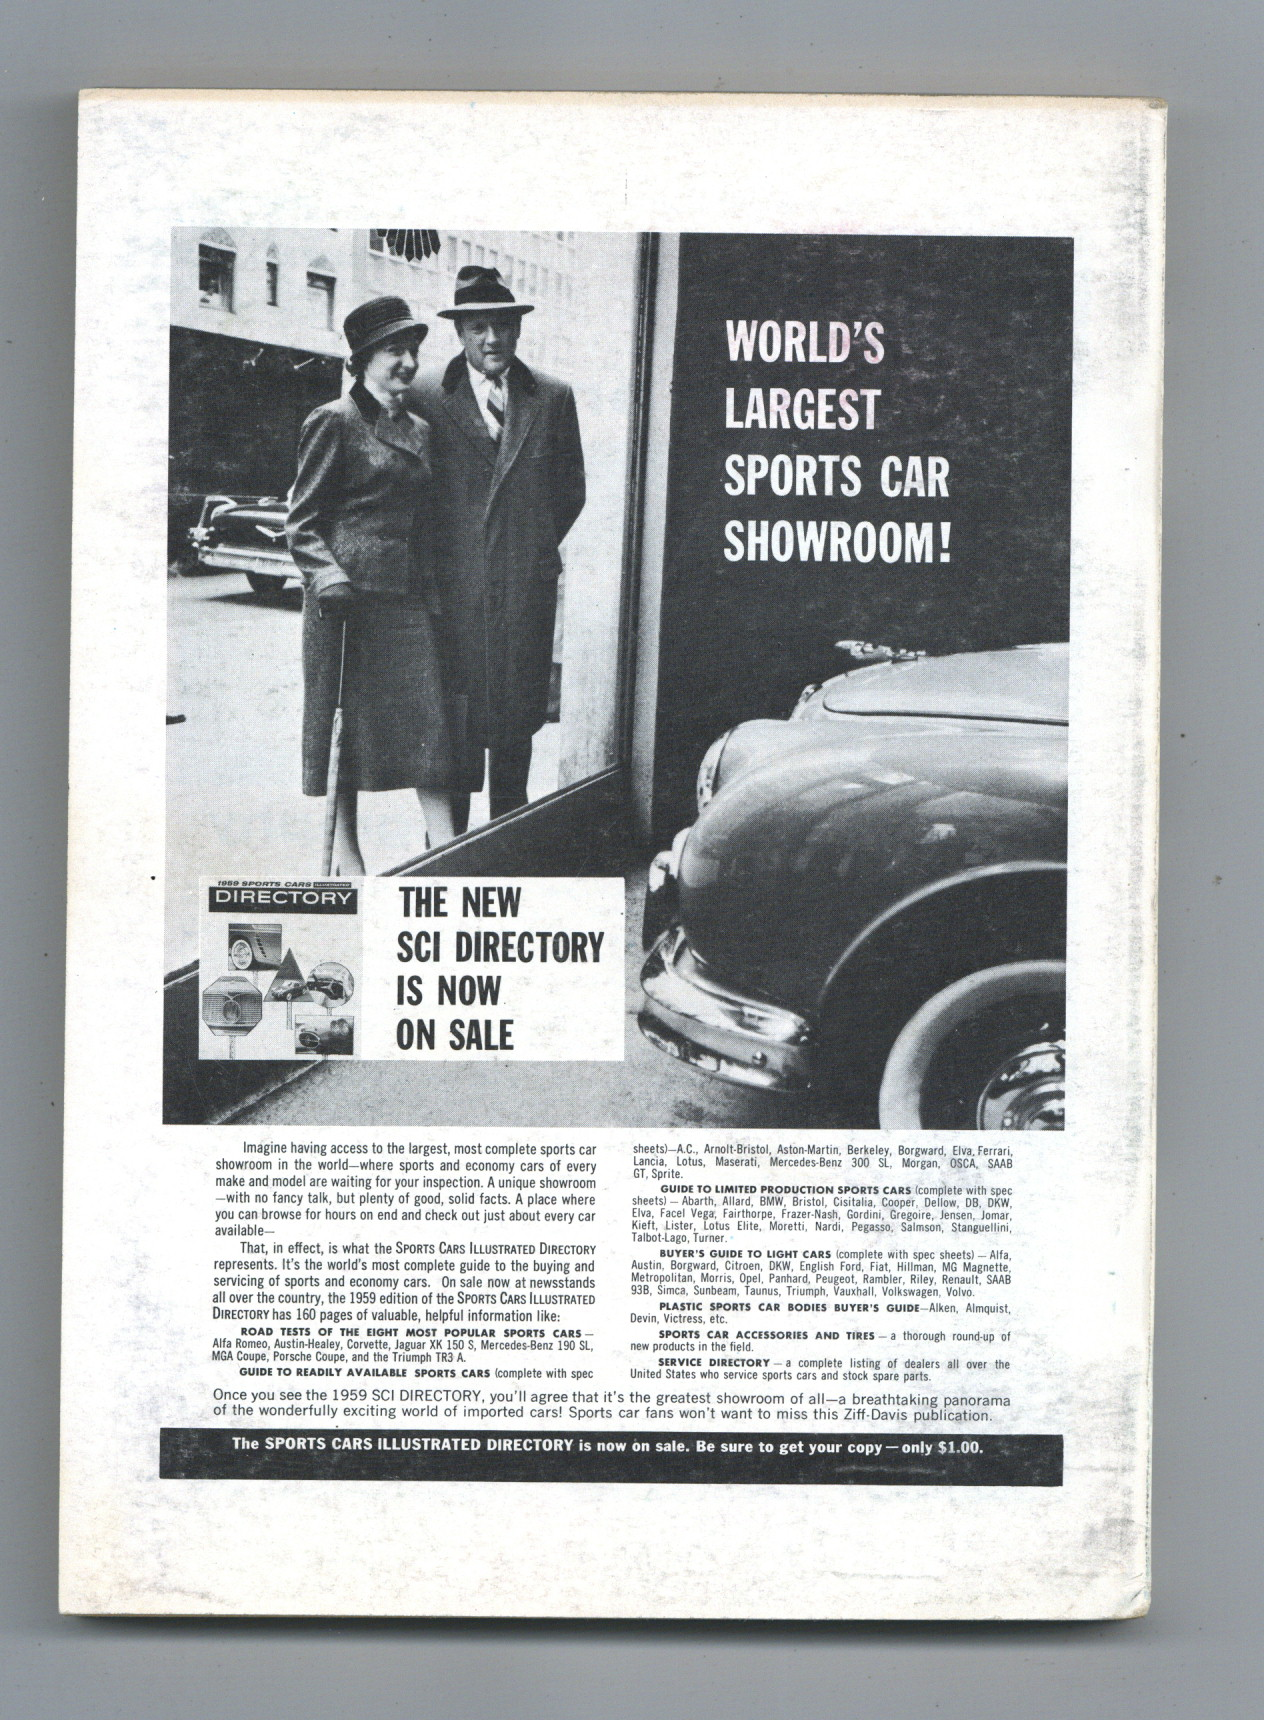 WORLD'S
LARGEST
SPORTS CAR
SHOWROOM!
1959 SPORTS CARS ILLUSTRATED
DIRECTORY
THE NEW
SCI DIRECTORY
IS NOW
ON SALE
Imagine having access to the largest, most complete sports car
showroom in the world—where sports and economy cars of every
make and model are waiting for your inspection. A unique showroom
—with no fancy talk, but plenty of good, solid facts. A place where
you can browse for hours on end and check out just about every car
available—
That, in effect, is what the SPORTS CARS ILLUSTRATED DIRECTORY
represents. It's the world's most complete guide to the buying and
servicing of sports and economy cars. On sale now at newsstands
all over the country, the 1959 edition of the SPORTS CARS ILLUSTRATED
DIRECTORY has 160 pages of valuable, helpful information like:
ROAD TESTS OF THE EIGHT MOST POPULAR SPORTS CARS —
Alfa Romeo, Austin-Healey, Corvette, Jaguar XK 150 S, Mercedes-Benz 190 SL,
MGA Coupe, Porsche Coupe, and the Triumph TR3 A.
GUIDE TO READILY AVAILABLE SPORTS CARS (complete with spec
sheets)—A.C., Arnolt-Bristol, Aston-Martin, Berkeley, Borgward, Elva, Ferrari,
Lancia, Lotus, Maserati, Mercedes-Benz 300 SL, Morgan, OSCA, SAAB
GT, Sprite.
GUIDE TO LIMITED PRODUCTION SPORTS CARS (complete with spec
sheets) — Abarth, Allard, BMW, Bristol, Cisitalia, Cooper, Dellow, DB, DKW,
Elva, Facel Vega, Fairthorpe, Frazer-Nash, Gordini, Gregoire, Jensen, Jomar,
Kieft, Lister, Lotus Elite, Moretti, Nardi, Pegasso, Salmson, Stanguellini,
Talbot-Lago, Turner.
BUYER'S GUIDE TO LIGHT CARS (complete with spec sheets) — Alfa,
Austin, Borgward, Citroen, DKW, English Ford, Fiat, Hillman, MG Magnette,
Metropolitan, Morris, Opel, Panhard, Peugeot, Rambler, Riley, Renault, SAAB
93B, Simca, Sunbeam, Taunus, Triumph, Vauxhall, Volkswagen, Volvo.
PLASTIC SPORTS CAR BODIES BUYER'S GUIDE—Alken, Almquist,
Devin, Victress, etc.
SPORTS CAR ACCESSORIES AND TIRES — a thorough round-up of
new products in the field.
SERVICE DIRECTORY — a complete listing of dealers all over the
United States who service sports cars and stock spare parts.
Once you see the 1959 SCI DIRECTORY, you'll agree that it's the greatest showroom of all—a breathtaking panorama
of the wonderfully exciting world of imported cars! Sports car fans won't want to miss this Ziff-Davis publication.
The SPORTS CARS ILLUSTRATED DIRECTORY is now on sale. Be sure to get your copy — only $1.00.